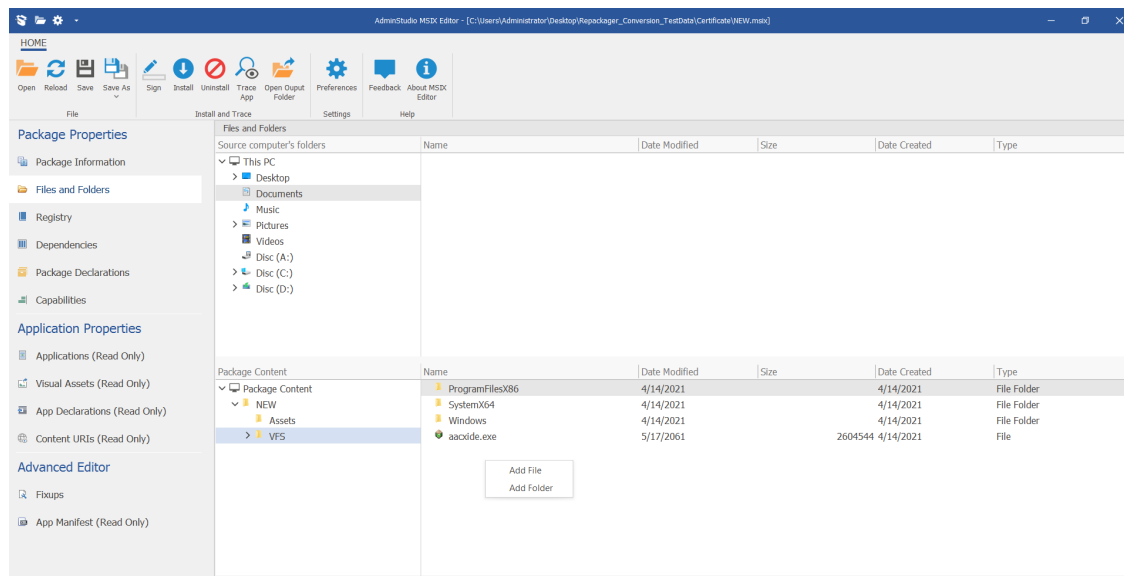 AdminStudio MSIX Editor - [C:\Users\Administrator\Desktop\Repackager_Conversion_TestData\Certificate\NEW.msix]
HOME
Open Reload Save Save As Sign Install Uninstall Trace App Open Ouput Folder Preferences Feedback About MSIX Editor
File Install and Trace Settings Help
Package Properties
Package Information
Files and Folders
Registry
Dependencies
Package Declarations
Capabilities
Application Properties
Applications (Read Only)
Visual Assets (Read Only)
App Declarations (Read Only)
Content URIs (Read Only)
Advanced Editor
Fixups
App Manifest (Read Only)
Files and Folders
Source computer's folders Name Date Modified Size Date Created Type
This PC
Desktop
Documents
Music
Pictures
Videos
Disc (A:)
Disc (C:)
Disc (D:)
Package Content Name Date Modified Size Date Created Type
Package Content
NEW
Assets
VFS
ProgramFilesX86 4/14/2021 4/14/2021 File Folder
SystemX64 4/14/2021 4/14/2021 File Folder
Windows 4/14/2021 4/14/2021 File Folder
aacxide.exe 5/17/2061 2604544 4/14/2021 File
Add File
Add Folder